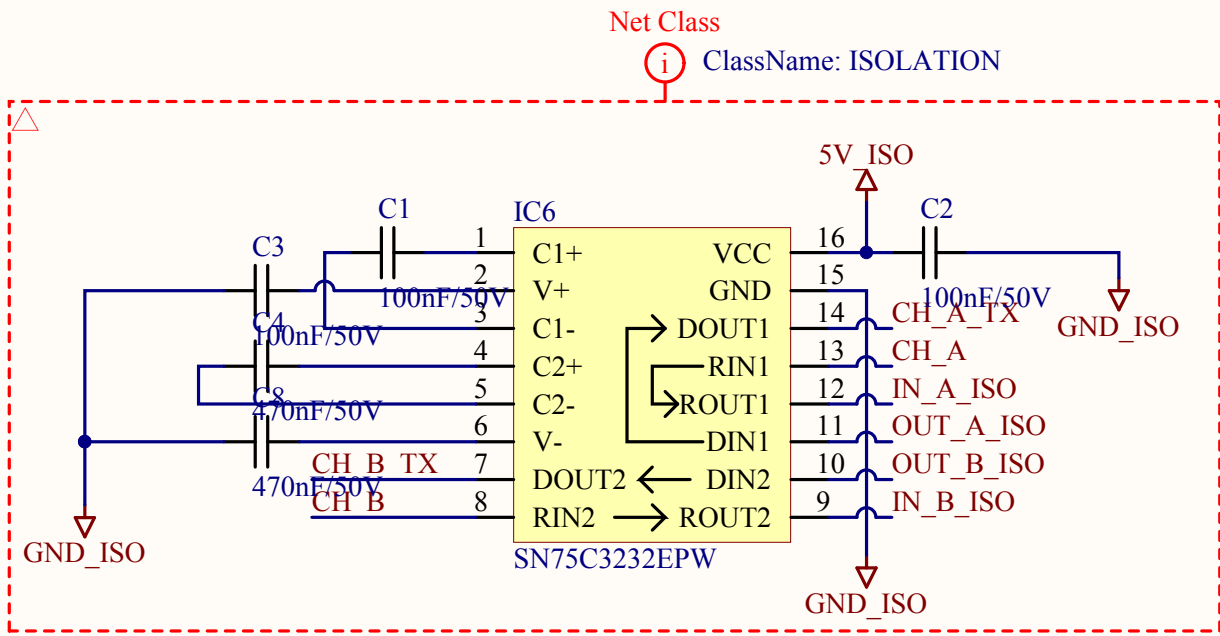 Net Class
i
ClassName: ISOLATION
5V_ISO
C1
IC6
C2
C3
1
C1+
VCC
16
2
V+
GND
15
100nF/50V
100nF/50V
CH_A_TX
GND_ISO
C4
3
C1-
DOUT1
14
100nF/50V
4
C2+
RIN1
13
CH_A
C8
5
C2-
ROUT1
12
IN_A_ISO
470nF/50V
6
V-
DIN1
11
OUT_A_ISO
CH_B_TX
7
DOUT2
DIN2
10
OUT_B_ISO
470nF/50V
CH_B
8
RIN2
ROUT2
9
IN_B_ISO
GND_ISO
SN75C3232EPW
GND_ISO